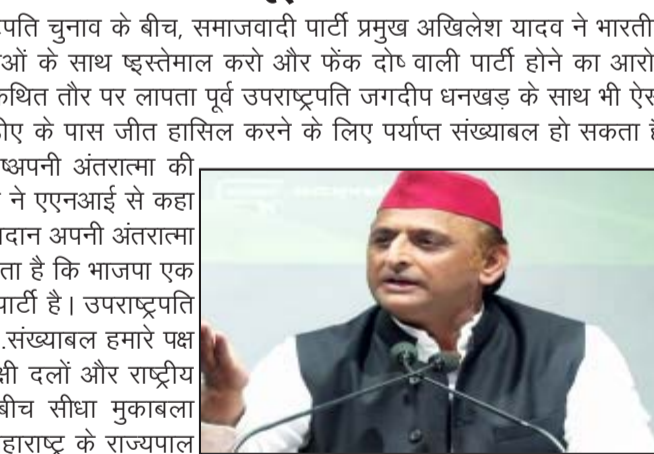 ट्रपति चुनाव के बीच, समाजवादी पार्टी प्रमुख अखिलेश यादव ने भारती
ओं के साथ ष्इस्तेमाल करो और फेंक दोष् वाली पार्टी होने का आरो
कथित तौर पर लापता पूर्व उपराष्ट्रपति जगदीप धनखड़ के साथ भी ऐस
डीए के पास जीत हासिल करने के लिए पर्याप्त संख्याबल हो सकता है
ष्अपनी अंतरात्मा की
ने एएनआई से कहा
दान अपनी अंतरात्मा
ता है कि भाजपा एक
पार्टी है। उपराष्ट्रपति
.संख्याबल हमारे पक्ष
क्षी दलों और राष्ट्रीय
बीच सीधा मुकाबला
हाराष्ट्र के राज्यपाल